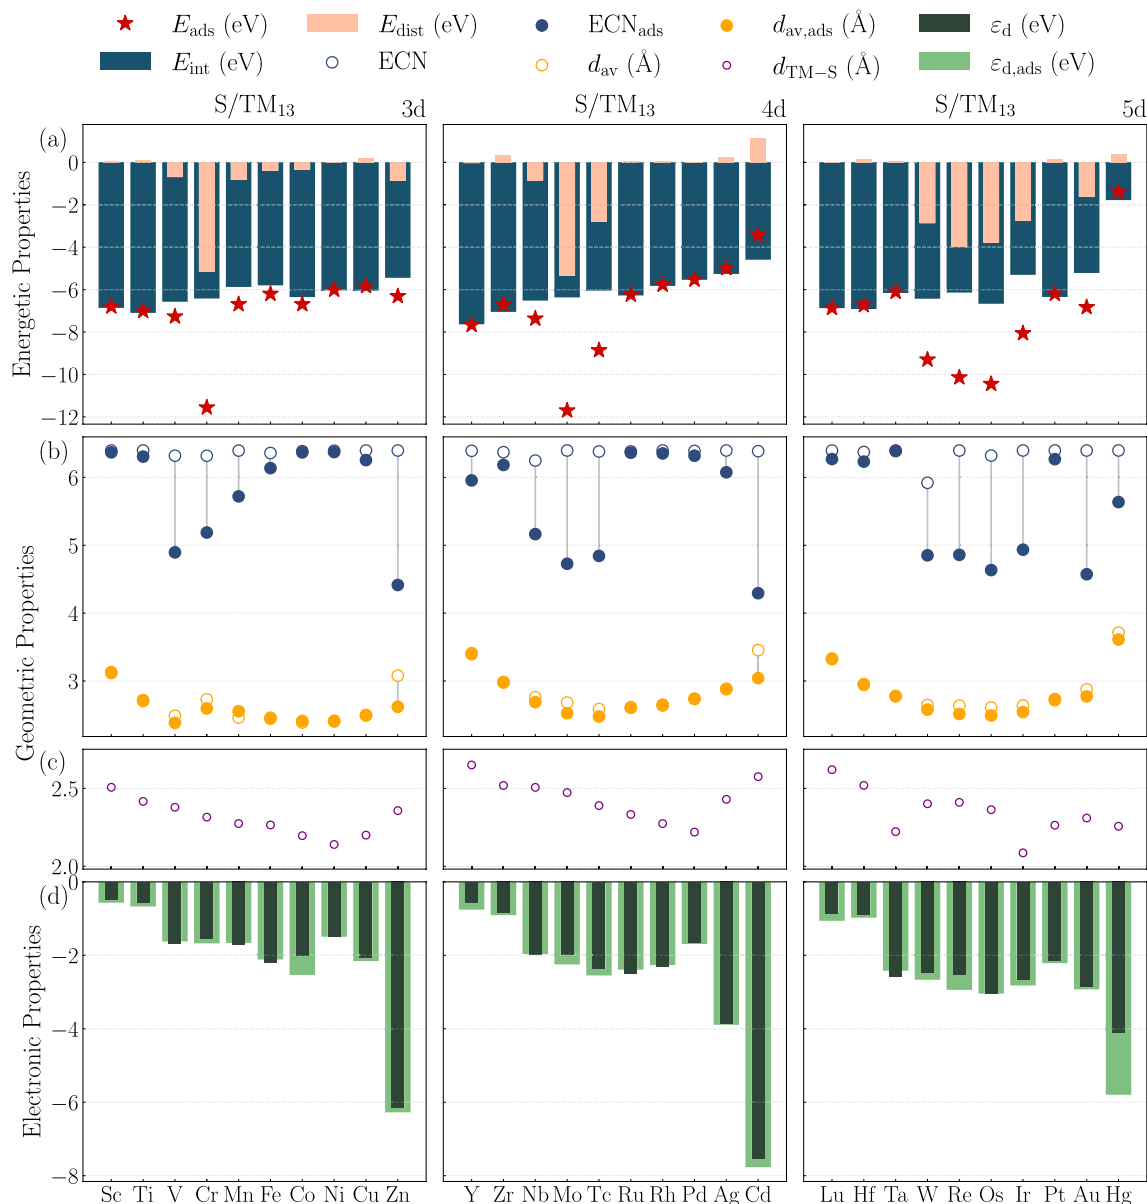 E_ads (eV) E_dist (eV) ECN_ads d_av,ads (Å) ε_d (eV)
E_int (eV) ECN d_av (Å) d_TM−S (Å) ε_d,ads (eV)
S/TM_13 3d S/TM_13 4d S/TM_13 5d
(a)
Energetic Properties
0
−2
−4
−6
−8
−10
−12
(b)
Geometric Properties
6
5
4
3
(c)
2.5
2.0
(d)
Electronic Properties
0
−2
−4
−6
−8
Sc Ti V Cr Mn Fe Co Ni Cu Zn Y Zr Nb Mo Tc Ru Rh Pd Ag Cd Lu Hf Ta W Re Os Ir Pt Au Hg